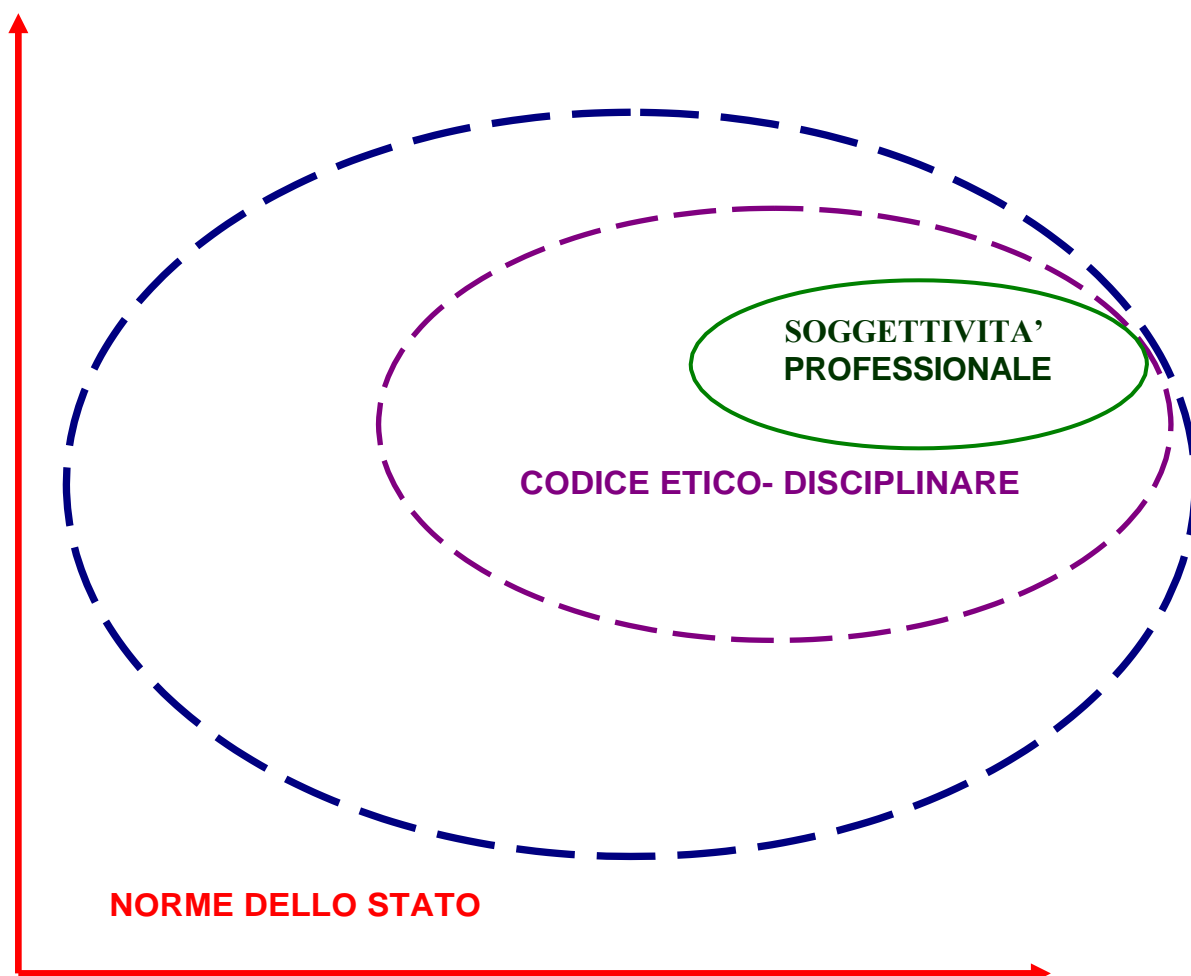 SOGGETTIVITA’
PROFESSIONALE
CODICE ETICO- DISCIPLINARE
NORME DELLO STATO